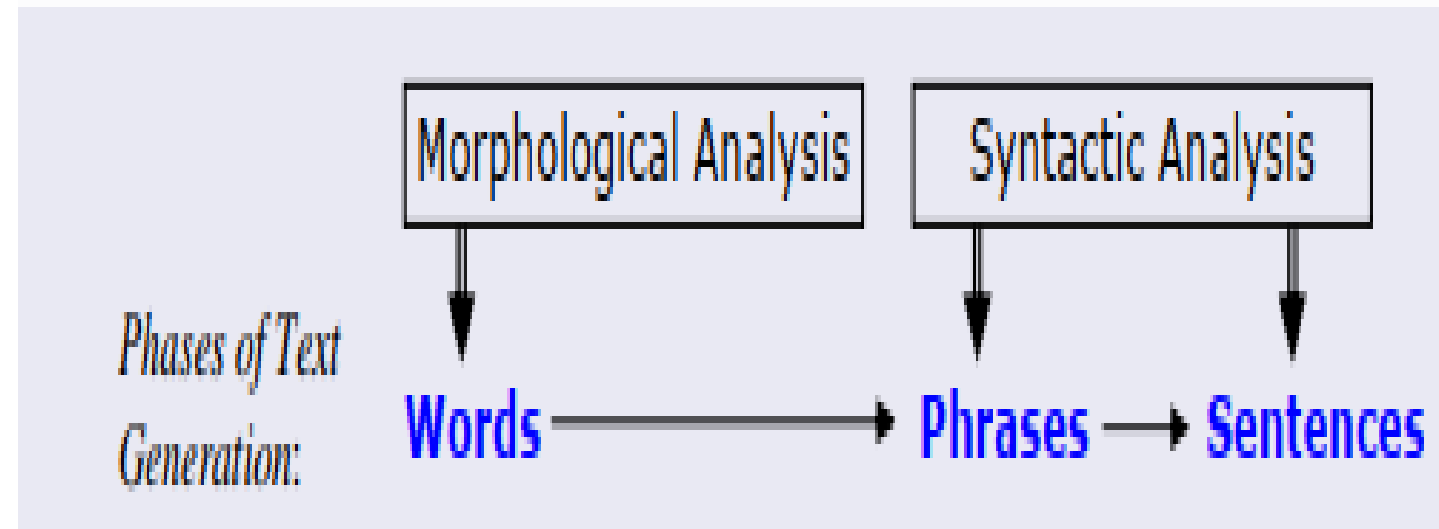 Morphological Analysis
Syntactic Analysis
Phases of Text
Generation:
Words
Phrases
Sentences